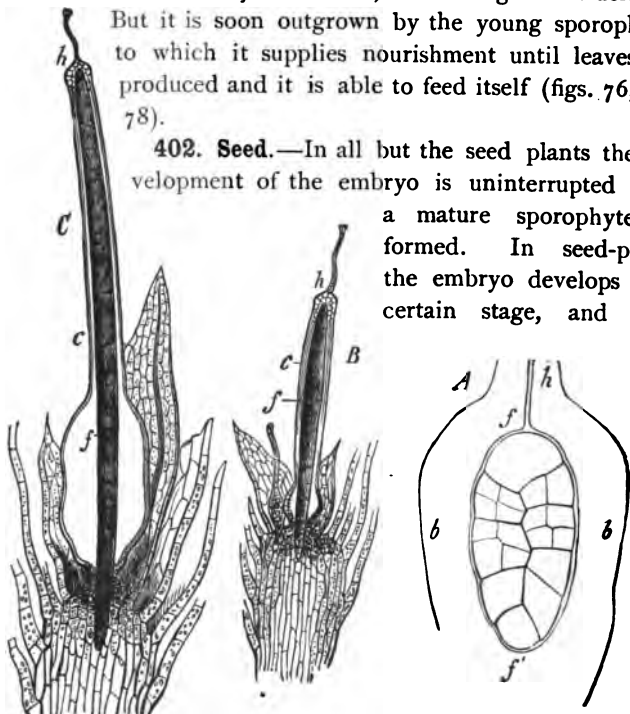 But it is soon outgrown by the young sporop
to which it supplies nourishment until leaves
produced and it is able to feed itself (figs. 76,
78).
402. Seed.—In all but the seed plants the
velopment of the embryo is uninterrupted
a mature sporophyte
formed. In seed-p
the embryo develops
certain stage, and
h
C
c
f
h
c
B
f
A
h
f
b
b
f'